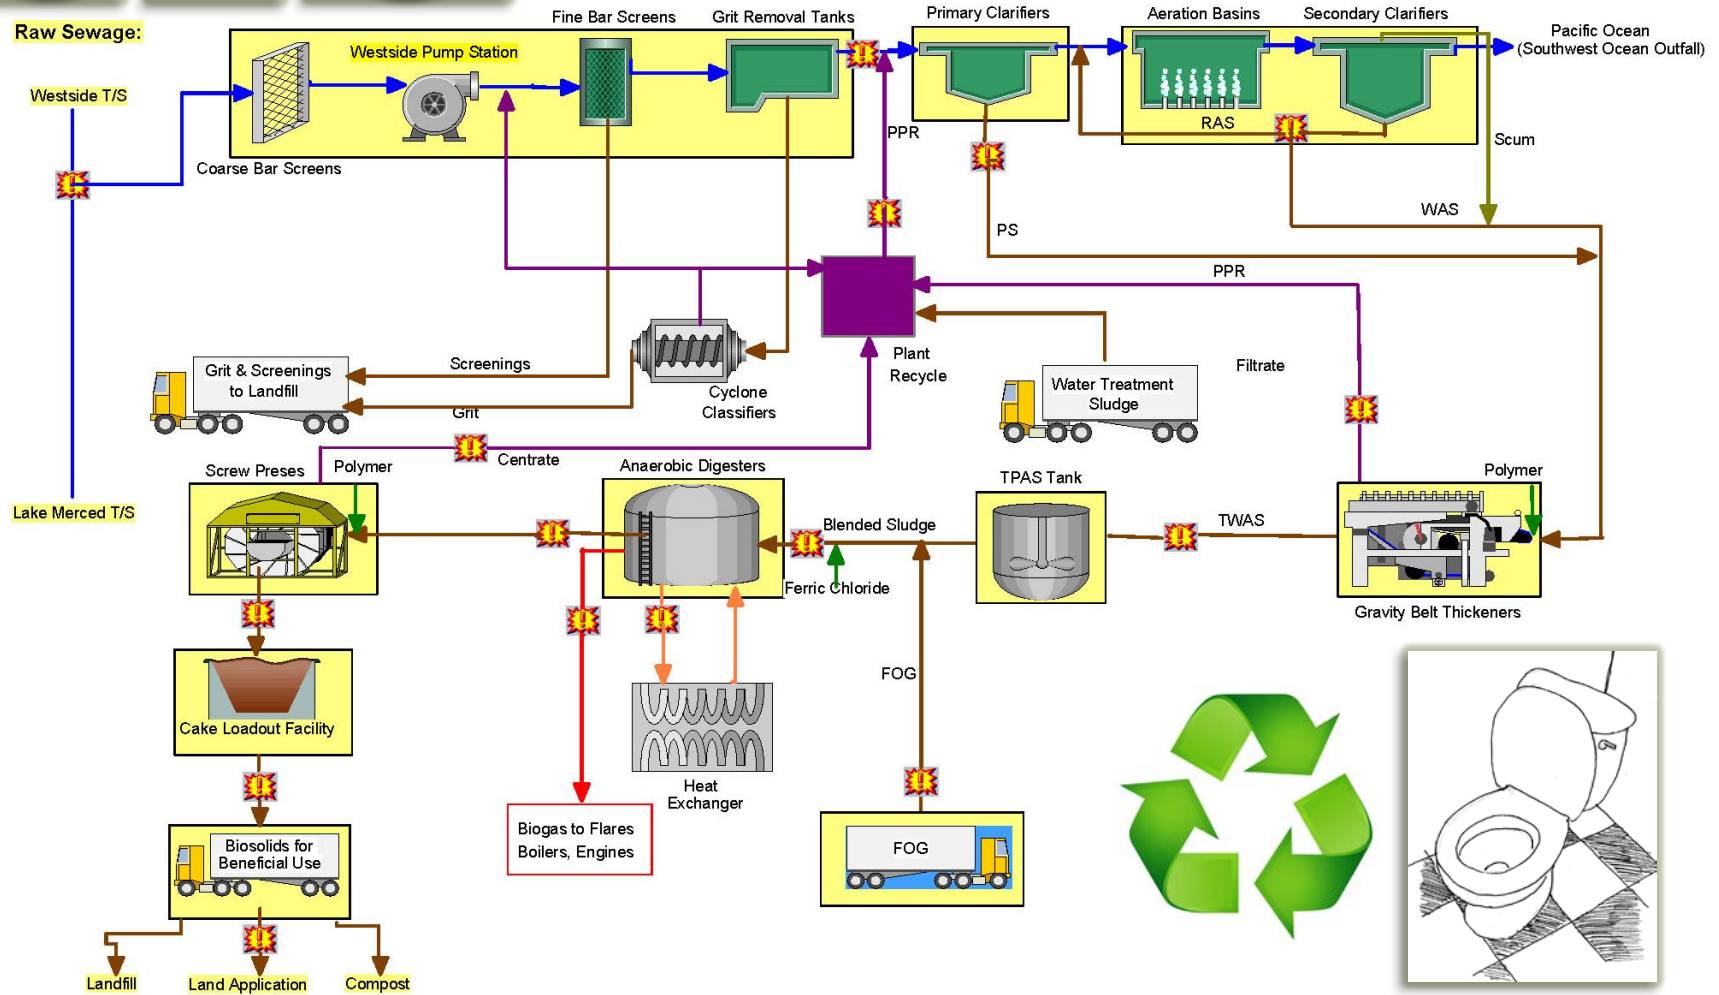 Raw Sewage:
Westside T/S
Lake Merced T/S
Fine Bar Screens
Grit Removal Tanks
Westside Pump Station
Coarse Bar Screens
Primary Clarifiers
Aeration Basins
Secondary Clarifiers
Pacific Ocean
(Southwest Ocean Outfall)
PPR
RAS
Scum
WAS
PS
PPR
Plant
Recycle
Filtrate
Water Treatment
Sludge
Grit & Screenings
to Landfill
Screenings
Grit
Cyclone
Classifiers
Centrate
Screw Preses
Polymer
Anaerobic Digesters
Blended Sludge
Ferric Chloride
TPAS Tank
TWAS
Polymer
Gravity Belt Thickeners
Cake Loadout Facility
Heat
Exchanger
FOG
Biogas to Flares
Boilers, Engines
FOG
Biosolids for
Beneficial Use
Landfill
Land Application
Compost